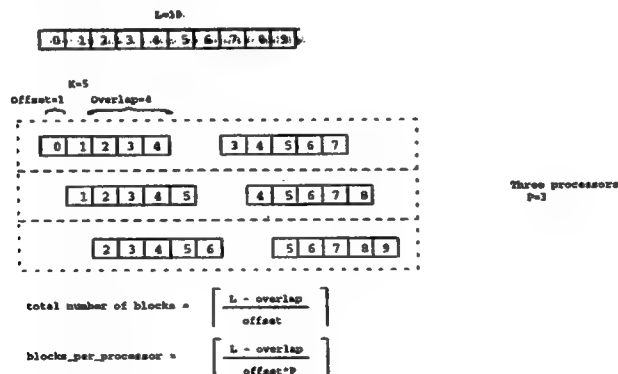 L=10
0 1 2 3 4 5 6 7 8 9
K=5
Offset=1 Overlap=4
0 1 2 3 4 3 4 5 6 7
1 2 3 4 5 4 5 6 7 8
2 3 4 5 6 5 6 7 8 9
Three processors
P=3
total number of blocks = L - overlap
offset
blocks_per_processor = L - overlap
offset*P